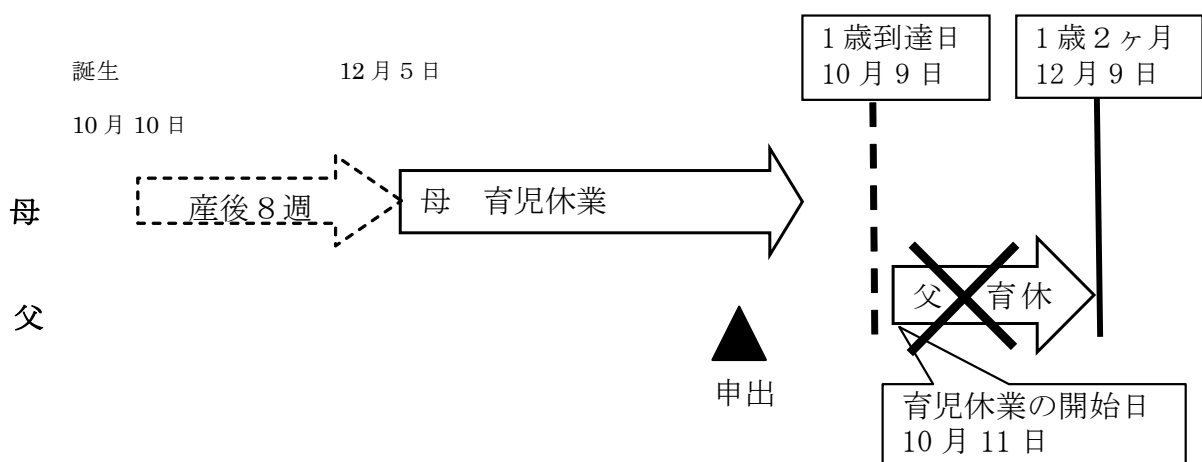 誕生
12月5日
10月10日
1歳到達日
10月9日
1歳2ヶ月
12月9日
母
産後8週
母 育児休業
父
父 育休
申出
育児休業の開始日
10月11日